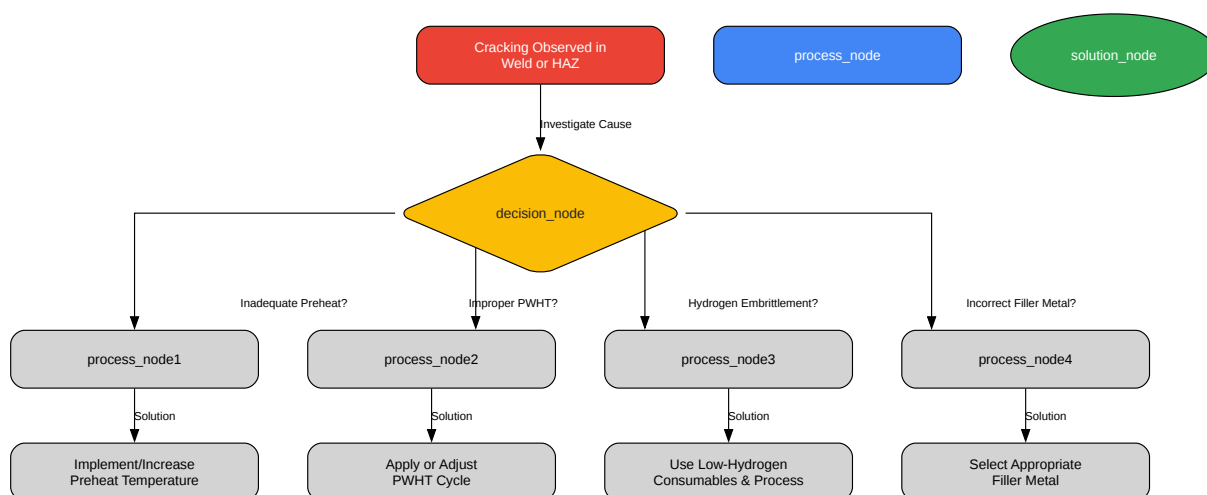 Cracking Observed in
Weld or HAZ
process_node
solution_node
Investigate Cause
decision_node
Inadequate Preheat?
Improper PWHT?
Hydrogen Embrittlement?
Incorrect Filler Metal?
process_node1
process_node2
process_node3
process_node4
Solution
Solution
Solution
Solution
Implement/Increase
Preheat Temperature
Apply or Adjust
PWHT Cycle
Use Low-Hydrogen
Consumables & Process
Select Appropriate
Filler Metal